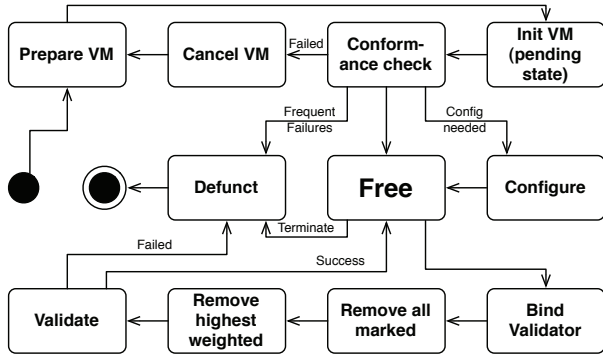 Prepare VM
Cancel VM
Failed
Conform-
ance check
Init VM
(pending
state)
Frequent
Failures
Config
needed
Defunct
Free
Configure
Terminate
Failed
Success
Validate
Remove
highest
weighted
Remove all
marked
Bind
Validator